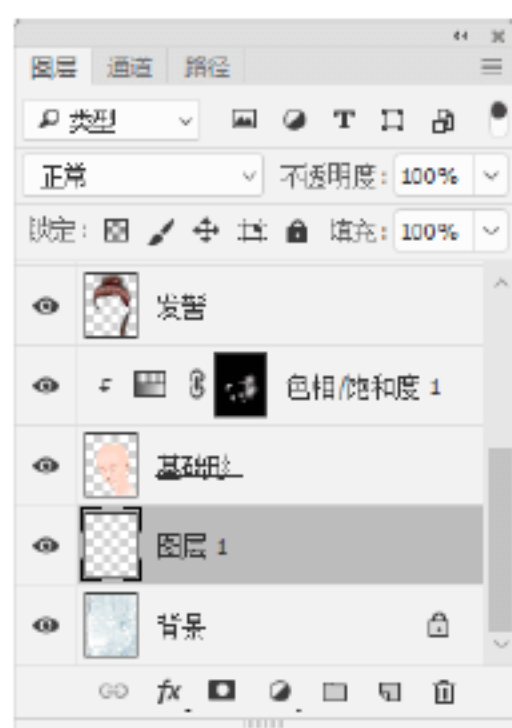 图层 通道 路径
类型 T
正常 不透明度: 100%
锁定: 填充: 100%
发髻
色相/饱和度 1
基础形
图层 1
背景
fx